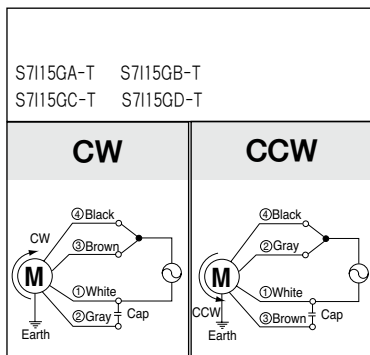 S7I15GA-T S7I15GB-T
S7I15GC-T S7I15GD-T
CW CCW
CW
④Black
③Brown
M
①White
②Gray
Cap
Earth
④Black
②Gray
M
①White
CCW
③Brown
Cap
Earth